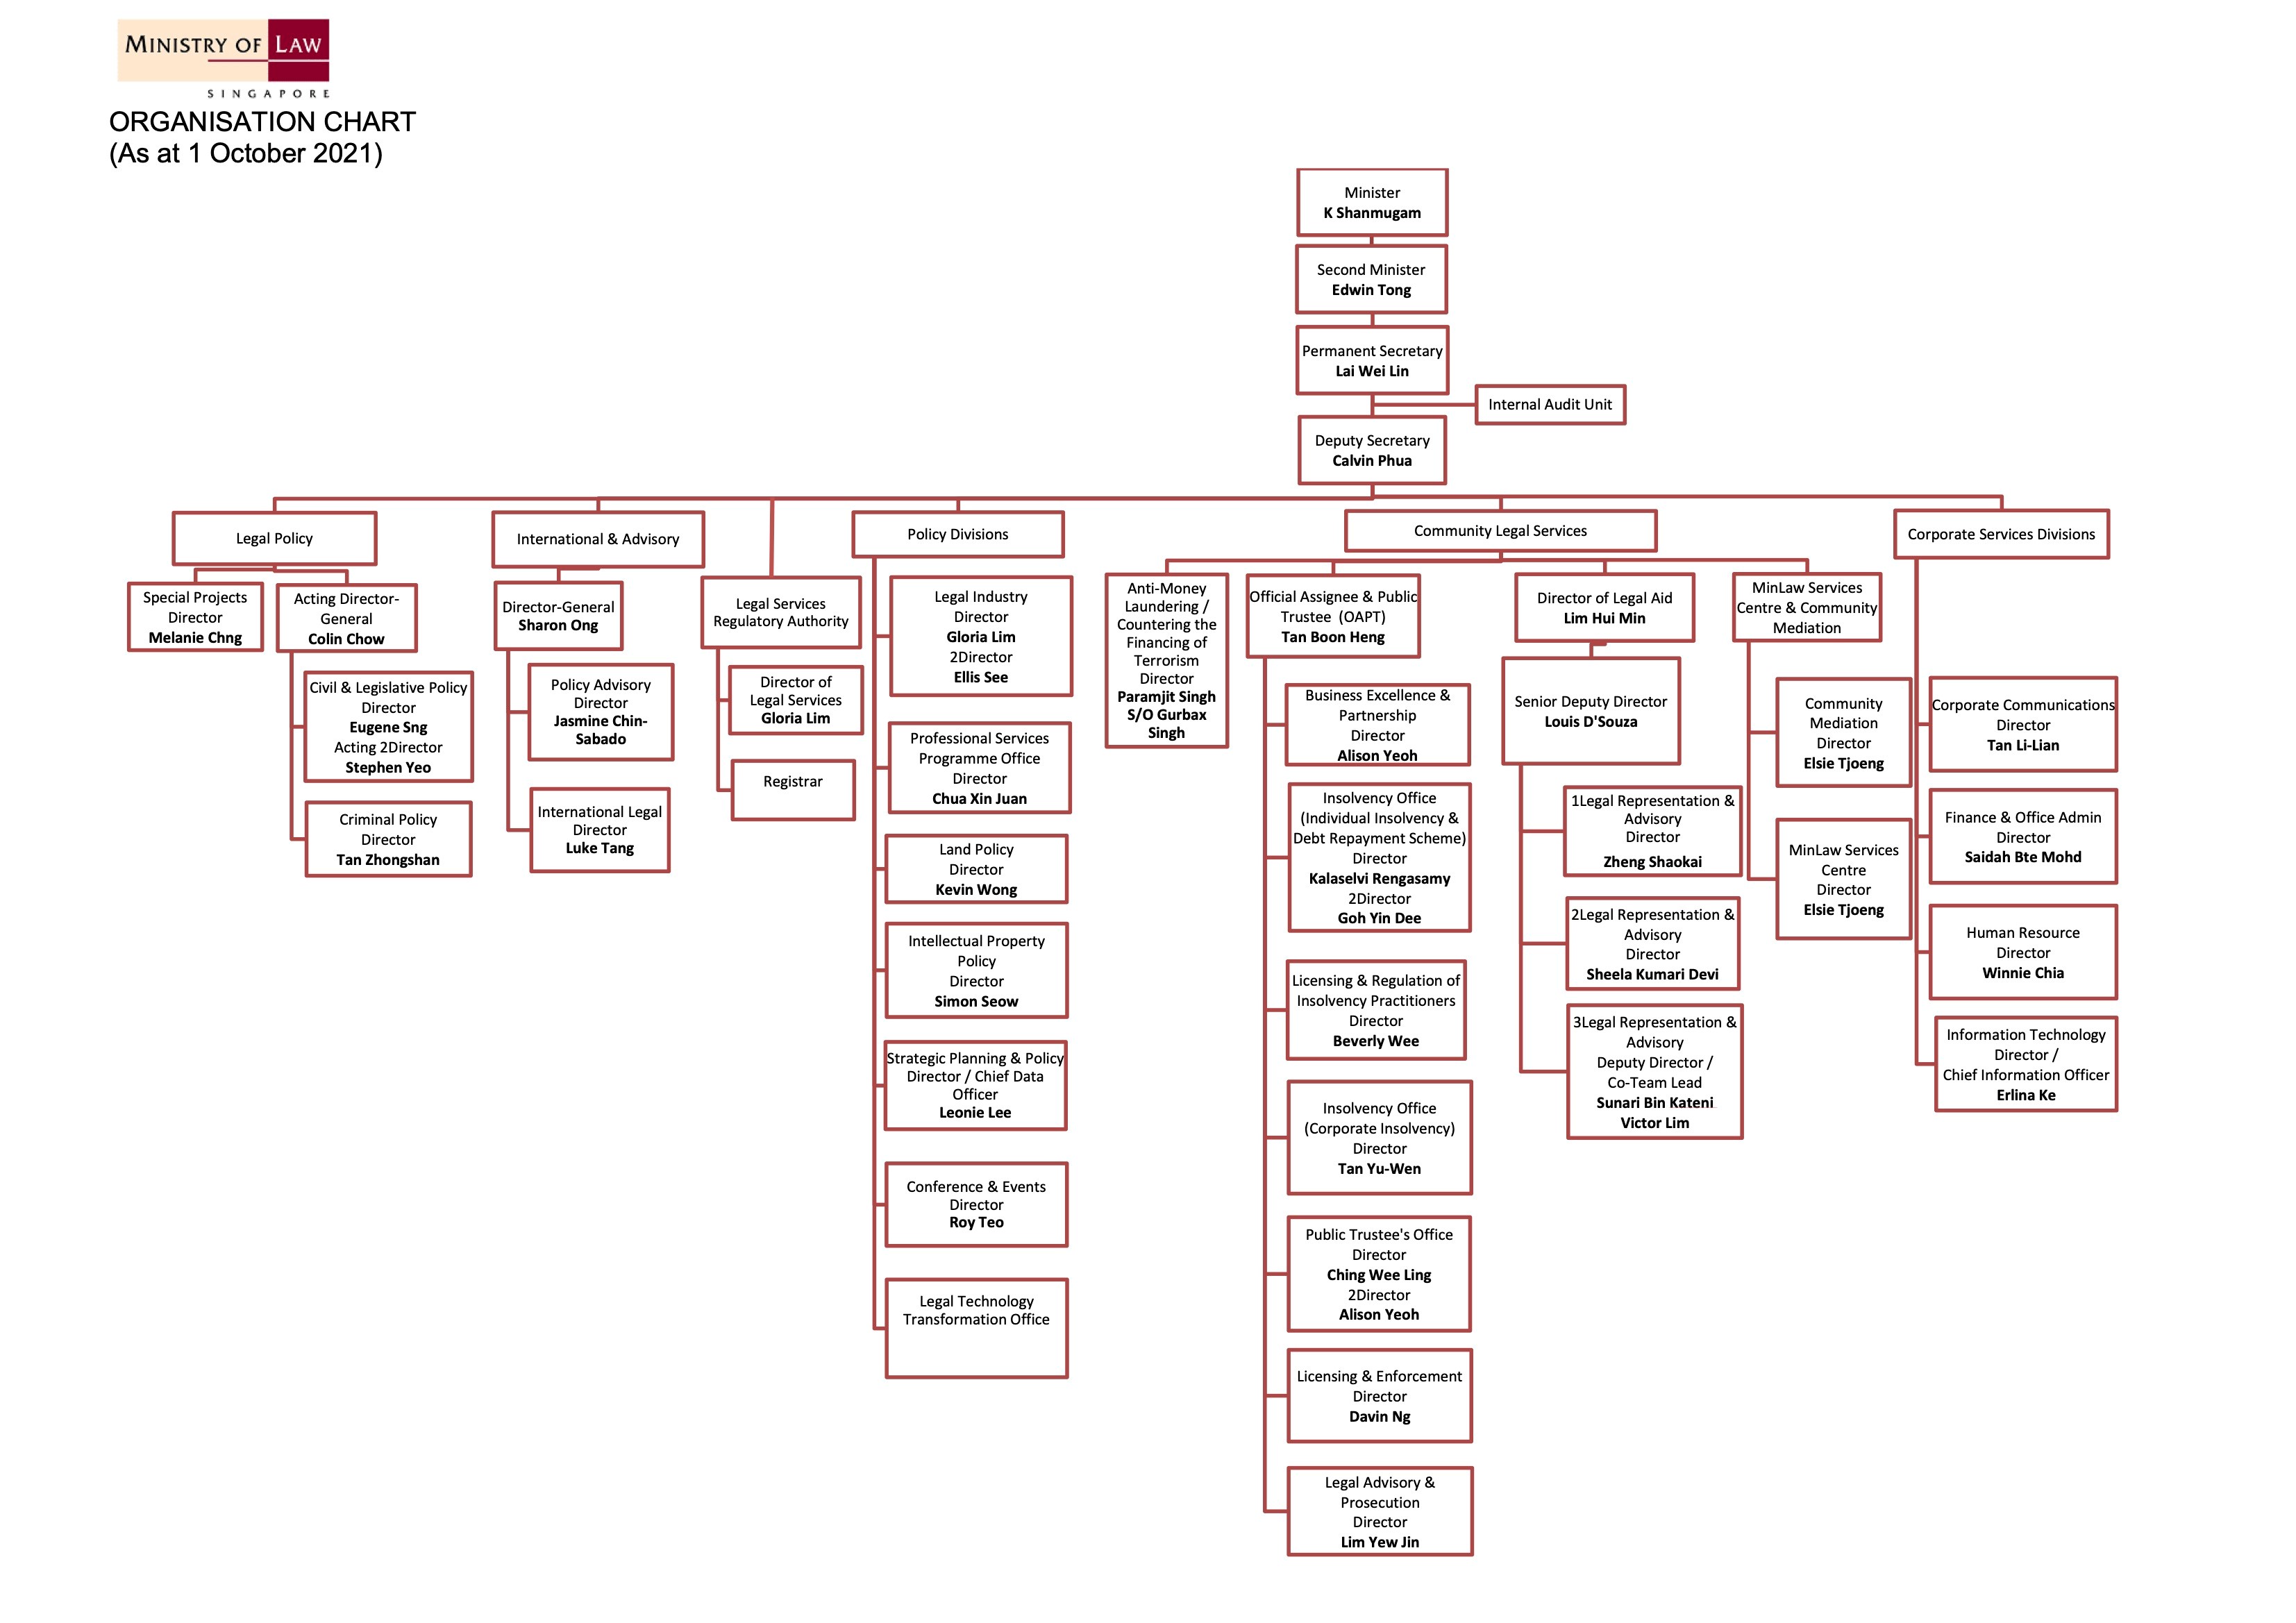 MINISTRY OF LAW
SINGAPORE
ORGANISATION CHART
(As at 1 October 2021)
Minister
K Shanmugam
Second Minister
Edwin Tong
Permanent Secretary
Lai Wei Lin
Internal Audit Unit
Deputy Secretary
Calvin Phua
Legal Policy
Special Projects
Director
Melanie Chng
Acting Director-
General
Colin Chow
Civil & Legislative Policy
Director
Eugene Sng
Acting 2Director
Stephen Yeo
Criminal Policy
Director
Tan Zhongshan
International & Advisory
Director-General
Sharon Ong
Policy Advisory
Director
Jasmine Chin-
Sabado
International Legal
Director
Luke Tang
Legal Services
Regulatory Authority
Director of
Legal Services
Gloria Lim
Registrar
Policy Divisions
Legal Industry
Director
Gloria Lim
2Director
Ellis See
Professional Services
Programme Office
Director
Chua Xin Juan
Land Policy
Director
Kevin Wong
Intellectual Property
Policy
Director
Simon Seow
Strategic Planning & Policy
Director / Chief Data
Officer
Leonie Lee
Conference & Events
Director
Roy Teo
Legal Technology
Transformation Office
Community Legal Services
Anti-Money
Laundering /
Countering the
Financing of
Terrorism
Director
Paramjit Singh
S/O Gurbax
Singh
Official Assignee & Public
Trustee (OAPT)
Tan Boon Heng
Business Excellence &
Partnership
Director
Alison Yeoh
Insolvency Office
(Individual Insolvency &
Debt Repayment Scheme)
Director
Kalaselvi Rengasamy
2Director
Goh Yin Dee
Licensing & Regulation of
Insolvency Practitioners
Director
Beverly Wee
Insolvency Office
(Corporate Insolvency)
Director
Tan Yu-Wen
Public Trustee's Office
Director
Ching Wee Ling
2Director
Alison Yeoh
Licensing & Enforcement
Director
Davin Ng
Legal Advisory &
Prosecution
Director
Lim Yew Jin
Director of Legal Aid
Lim Hui Min
Senior Deputy Director
Louis D'Souza
1Legal Representation &
Advisory
Director
Zheng Shaokai
2Legal Representation &
Advisory
Director
Sheela Kumari Devi
3Legal Representation &
Advisory
Deputy Director /
Co-Team Lead
Sunari Bin Kateni
Victor Lim
MinLaw Services
Centre & Community
Mediation
Community
Mediation
Director
Elsie Tjoeng
MinLaw Services
Centre
Director
Elsie Tjoeng
Corporate Services Divisions
Corporate Communications
Director
Tan Li-Lian
Finance & Office Admin
Director
Saidah Bte Mohd
Human Resource
Director
Winnie Chia
Information Technology
Director /
Chief Information Officer
Erlina Ke